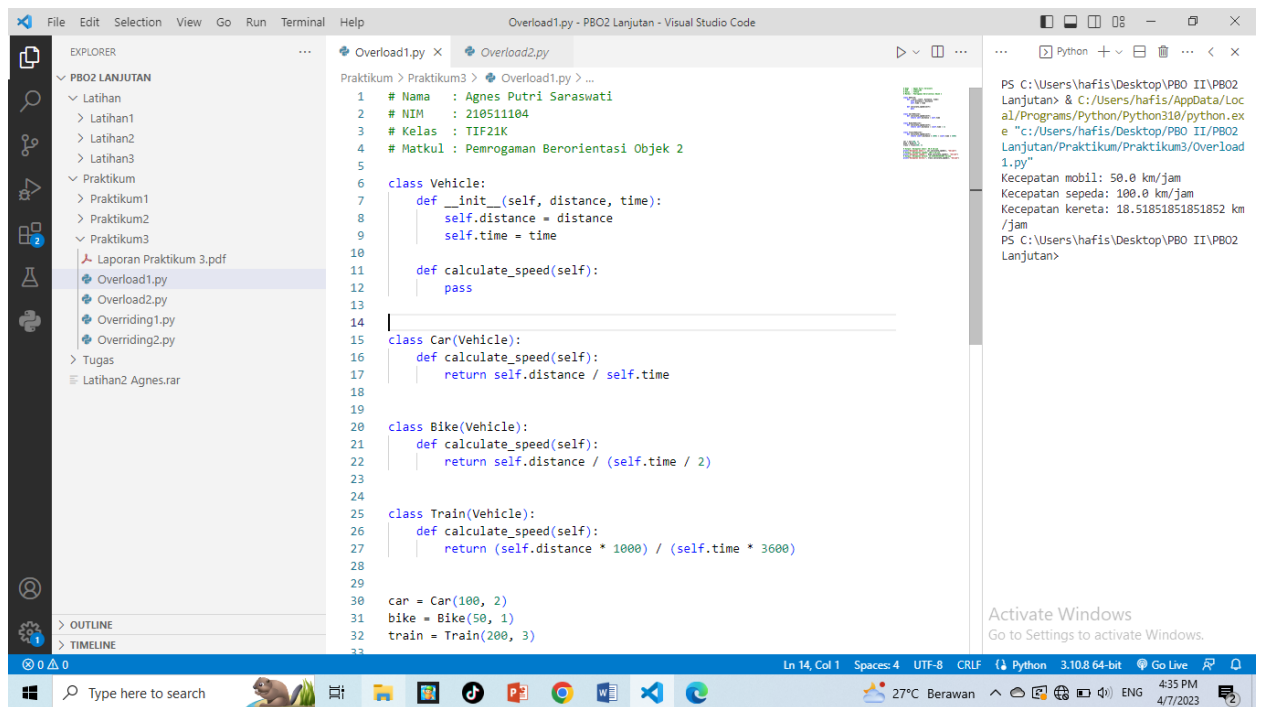 File Edit Selection View Go Run Terminal Help Overload1.py - PBO2 Lanjutan - Visual Studio Code
EXPLORER
PBO2 LANJUTAN
Latihan
Latihan1
Latihan2
Latihan3
Praktikum
Praktikum1
Praktikum2
Praktikum3
Laporan Praktikum 3.pdf
Overload1.py
Overload2.py
Overriding1.py
Overriding2.py
Tugas
Latihan2 Agnes.rar
OUTLINE
TIMELINE
2
1
Overload1.py Overload2.py
Praktikum > Praktikum3 > Overload1.py > ...
1 # Nama : Agnes Putri Saraswati
2 # NIM : 210511104
3 # Kelas : TIF21K
4 # Matkul : Pemrogaman Berorientasi Objek 2
5
6 class Vehicle:
7 def __init__(self, distance, time):
8 self.distance = distance
9 self.time = time
10
11 def calculate_speed(self):
12 pass
13
14
15 class Car(Vehicle):
16 def calculate_speed(self):
17 return self.distance / self.time
18
19
20 class Bike(Vehicle):
21 def calculate_speed(self):
22 return self.distance / (self.time / 2)
23
24
25 class Train(Vehicle):
26 def calculate_speed(self):
27 return (self.distance * 1000) / (self.time * 3600)
28
29
30 car = Car(100, 2)
31 bike = Bike(50, 1)
32 train = Train(200, 3)
33
Python
PS C:\Users\hafis\Desktop\PBO II\PBO2
Lanjutan> & C:/Users/hafis/AppData/Loc
al/Programs/Python/Python310/python.ex
e "c:/Users/hafis/Desktop/PBO II/PBO2
Lanjutan/Praktikum/Praktikum3/Overload
1.py"
Kecepatan mobil: 50.0 km/jam
Kecepatan sepeda: 100.0 km/jam
Kecepatan kereta: 18.51851851851852 km
/jam
PS C:\Users\hafis\Desktop\PBO II\PBO2
Lanjutan>
Activate Windows
Go to Settings to activate Windows.
0 0 Ln 14, Col 1 Spaces: 4 UTF-8 CRLF Python 3.10.8 64-bit Go Live
Type here to search 27°C Berawan ENG 4:35 PM
4/7/2023
2